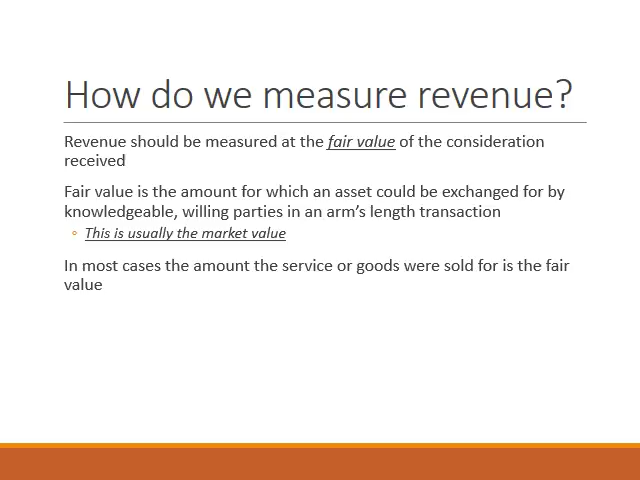 How do we measure revenue?
Revenue should be measured at the fair value of the consideration
received
Fair value is the amount for which an asset could be exchanged for by
knowledgeable, willing parties in an arm’s length transaction
◦ This is usually the market value
In most cases the amount the service or goods were sold for is the fair
value